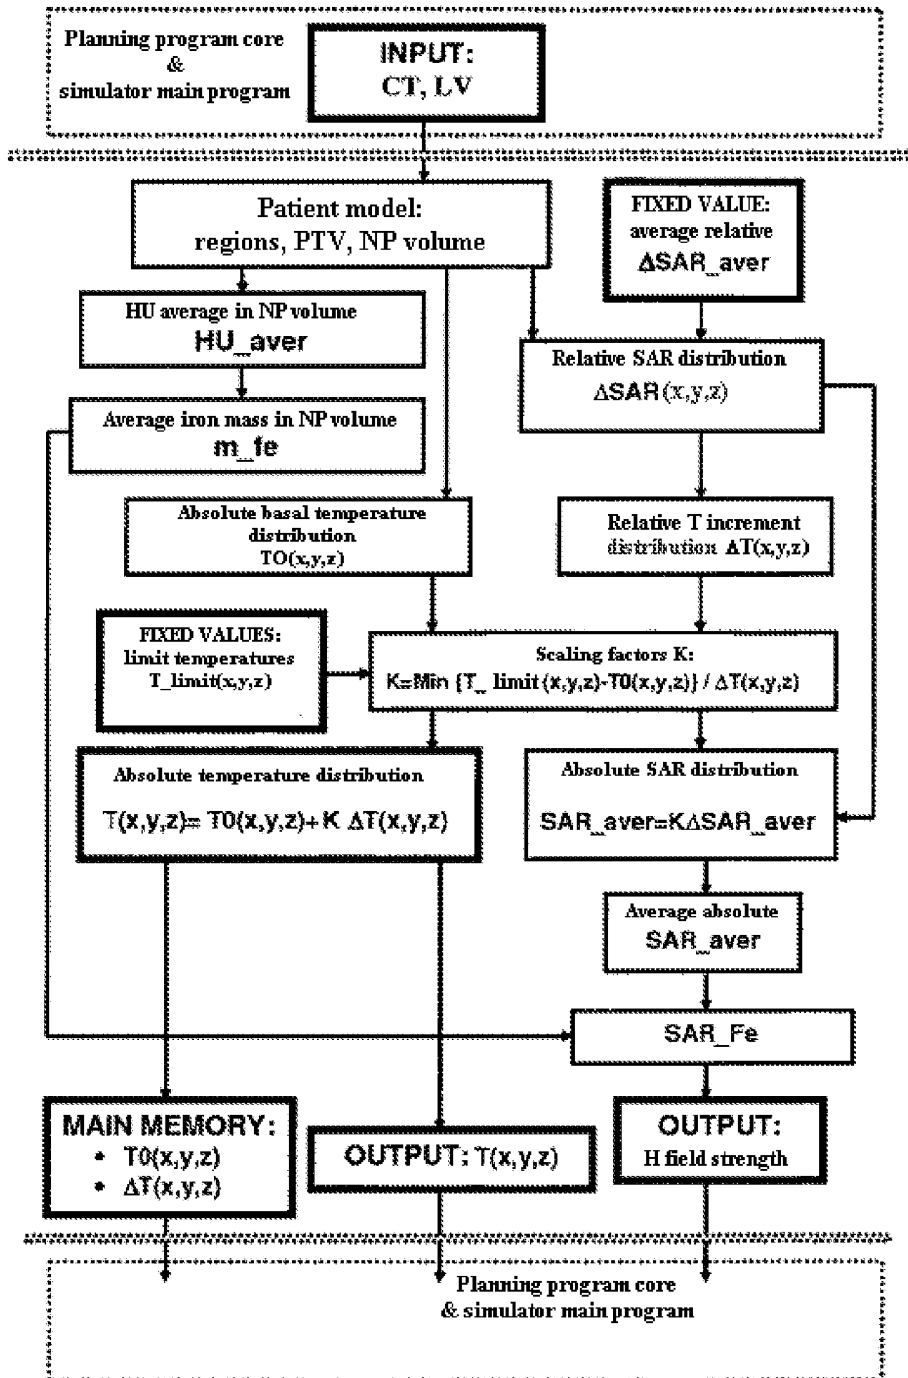 Planning program core
&
simulator main program
INPUT:
CT, LV
Patient model:
regions, PTV, NP volume
FIXED VALUE:
average relative
ΔSAR_aver
HU average in NP volume
HU_aver
Relative SAR distribution
ΔSAR(x,y,z)
Average iron mass in NP volume
m_fe
Absolute basal temperature
distribution
TO(x,y,z)
Relative T increment
distribution ΔT(x,y,z)
FIXED VALUES:
limit temperatures
T_limit(x,y,z)
Scaling factors K:
K=Min {T_ limit (x,y,z)-T0(x,y,z)} / ΔT(x,y,z)
Absolute temperature distribution
T(x,y,z)= T0(x,y,z)+ K ΔT(x,y,z)
Absolute SAR distribution
SAR_aver=KΔSAR_aver
Average absolute
SAR_aver
SAR_Fe
MAIN MEMORY:
• T0(x,y,z)
• ΔT(x,y,z)
OUTPUT: T(x,y,z)
OUTPUT:
H field strength
Planning program core
& simulator main program